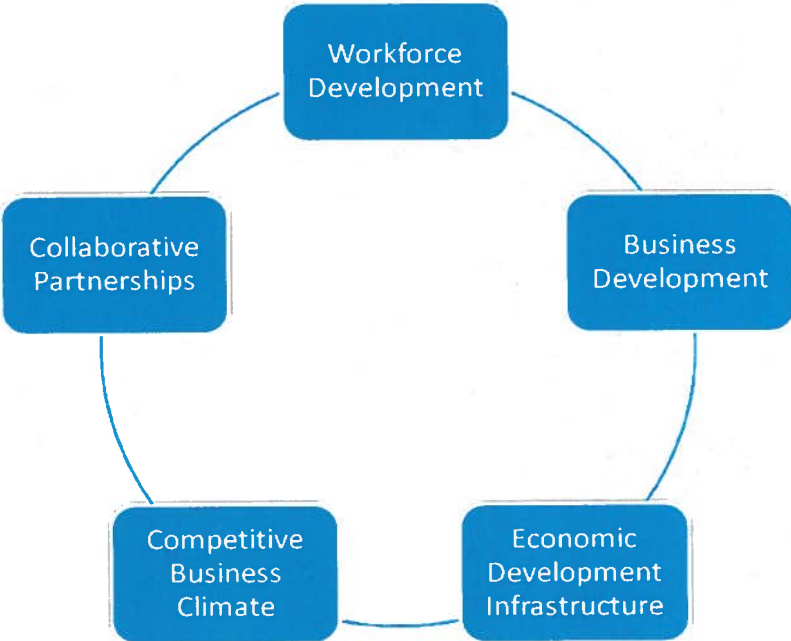 Workforce
Development
Business
Development
Economic
Development
Infrastructure
Competitive
Business
Climate
Collaborative
Partnerships